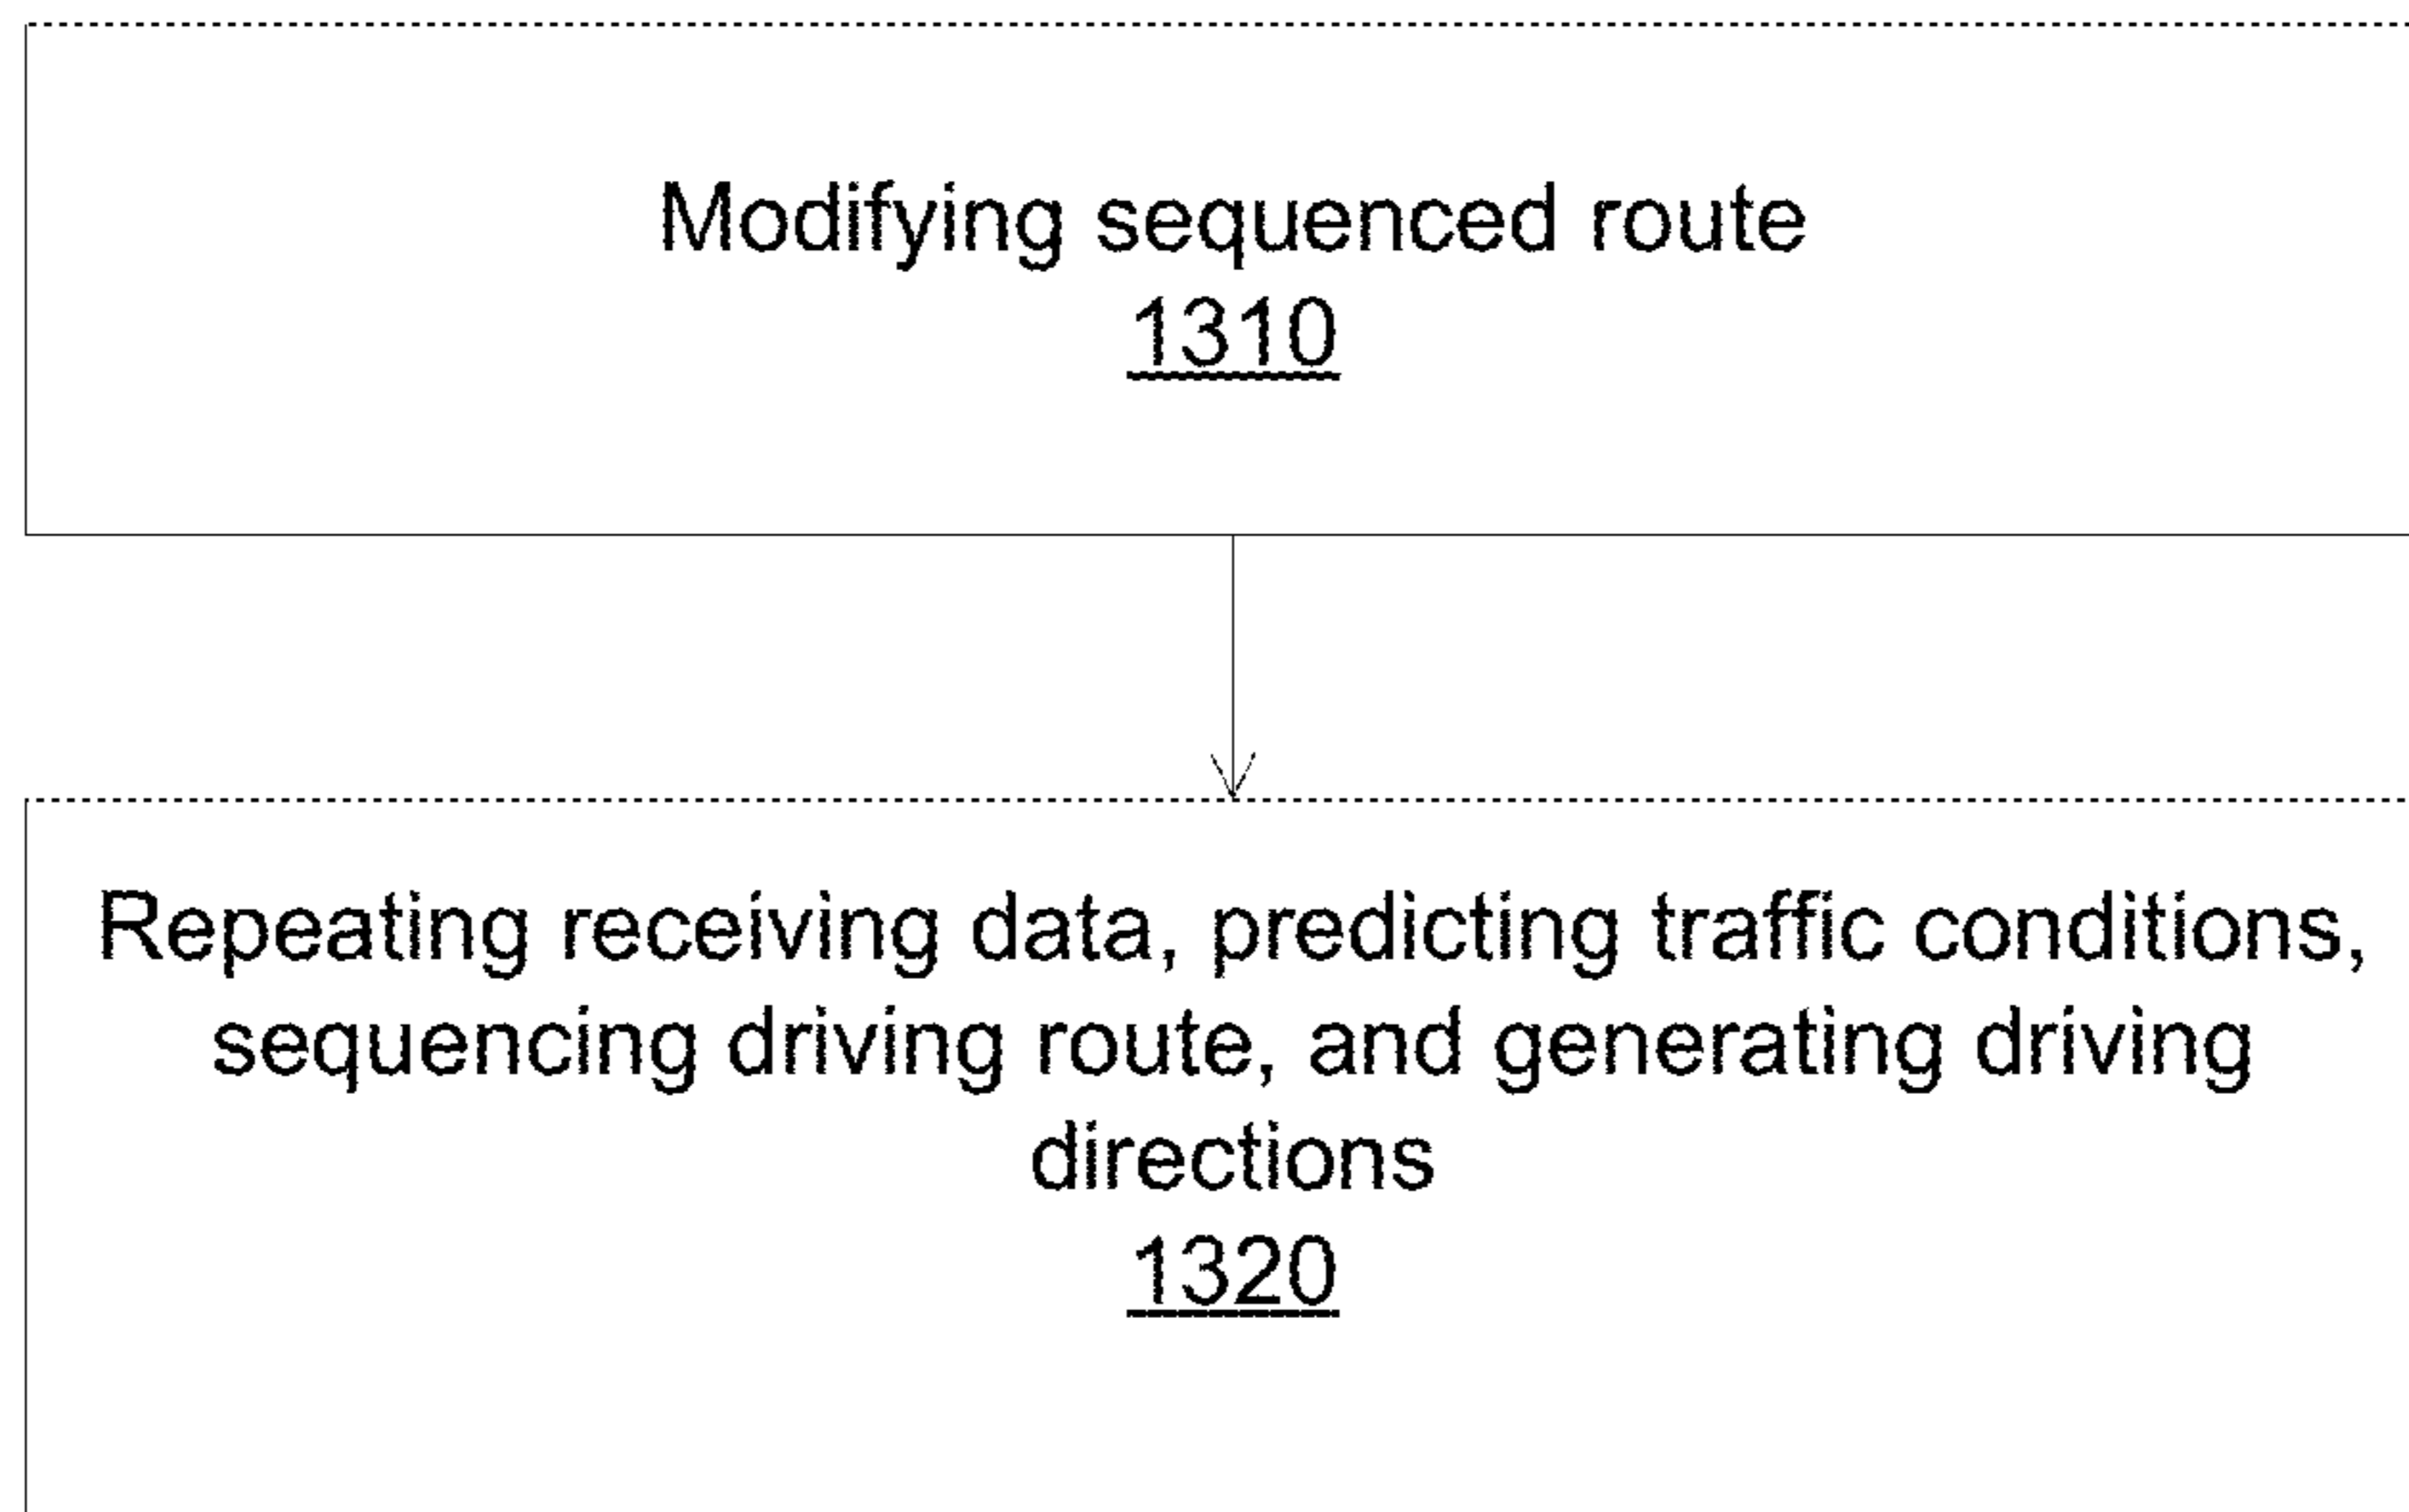 Modifying sequenced route
1310
Repeating receiving data, predicting traffic conditions,
sequencing driving route, and generating driving
directions
1320